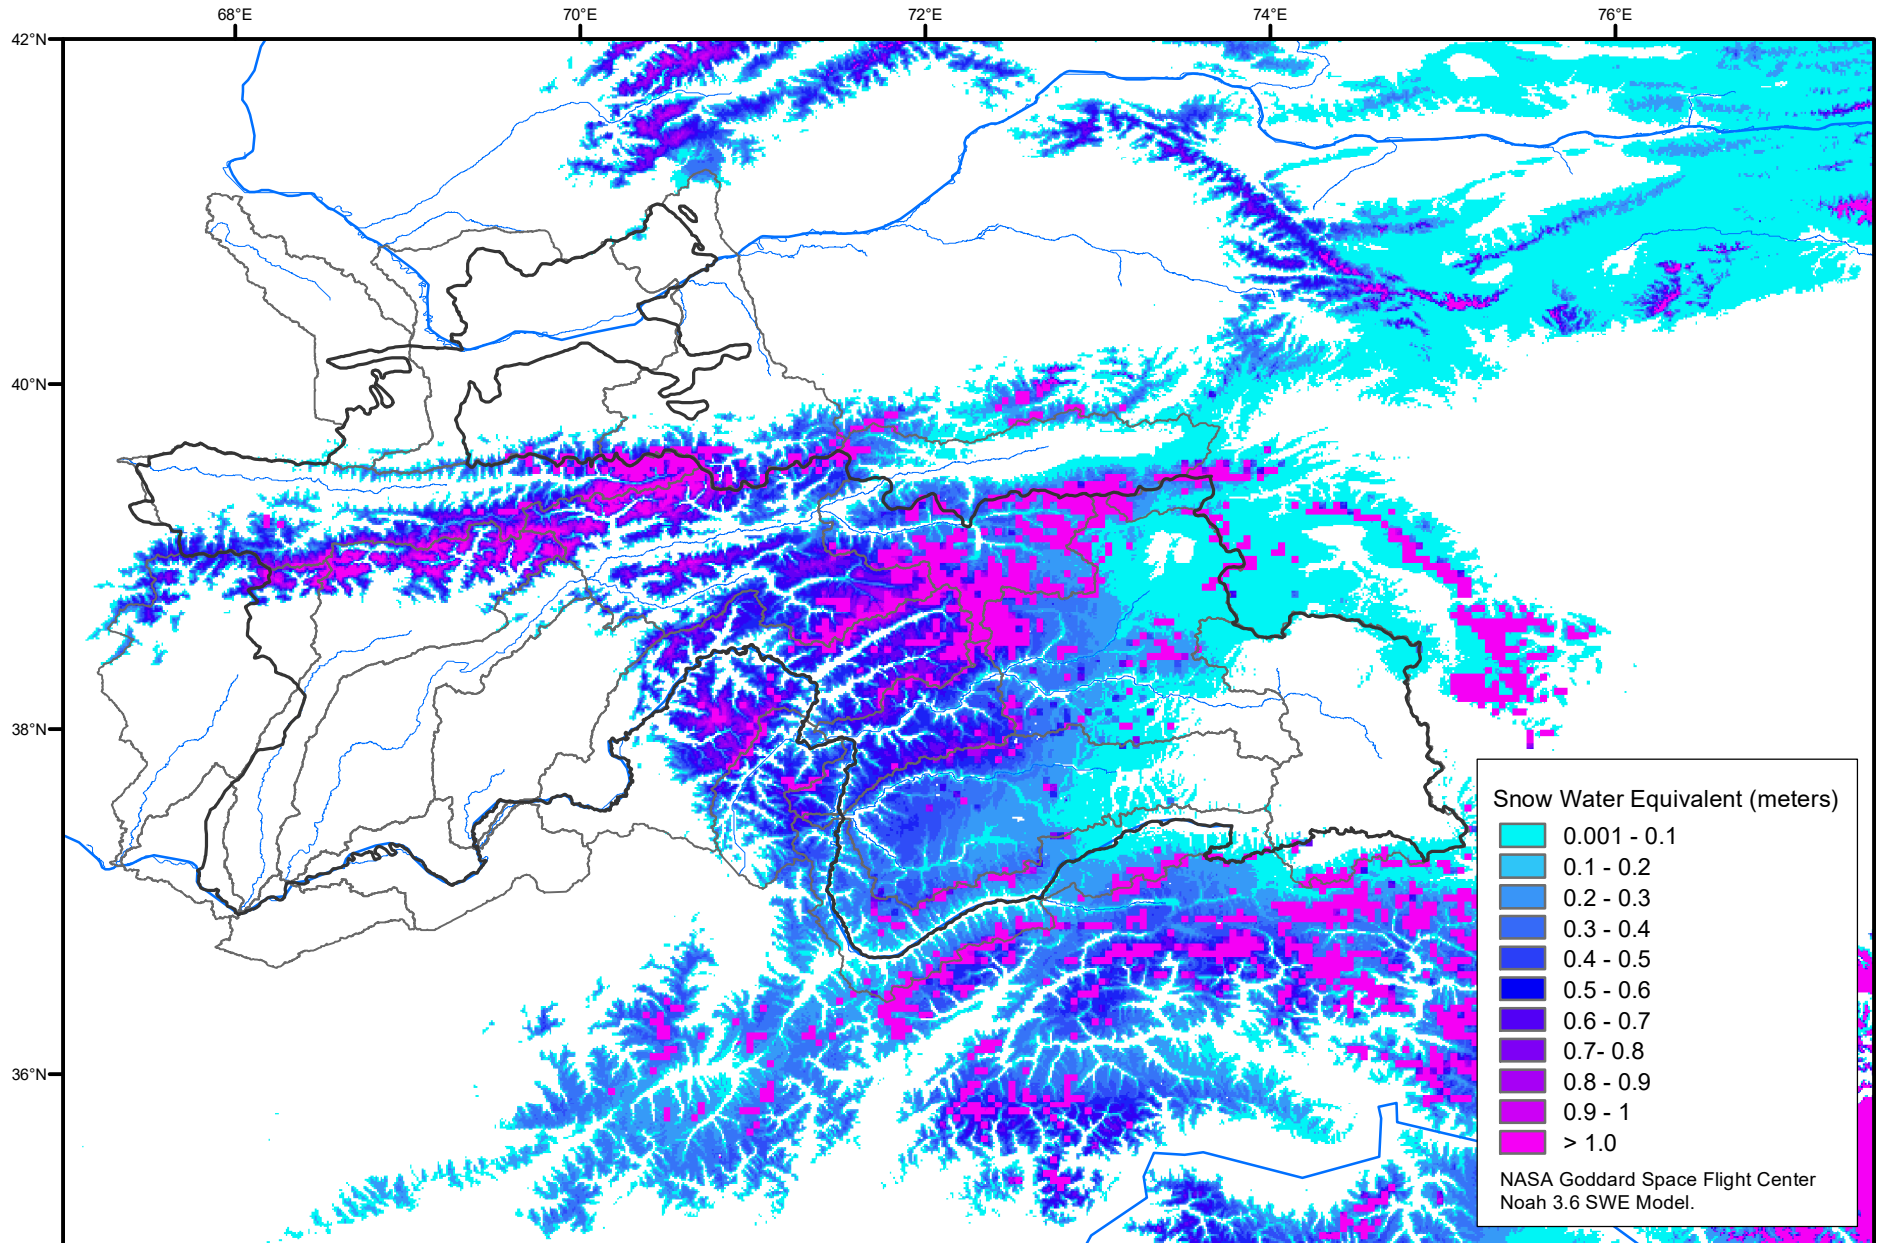 68°E
70°E
72°E
74°E
76°E
42°N
40°N
38°N
36°N
Snow Water Equivalent (meters)
0.001 - 0.1
0.1 - 0.2
0.2 - 0.3
0.3 - 0.4
0.4 - 0.5
0.5 - 0.6
0.6 - 0.7
0.7- 0.8
0.8 - 0.9
0.9 - 1
> 1.0
NASA Goddard Space Flight Center
Noah 3.6 SWE Model.